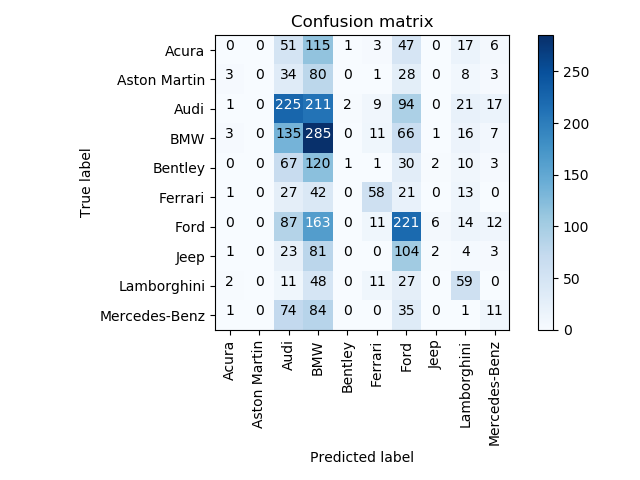 Confusion matrix
Acura 0 0 51 115 1 3 47 0 17 6
Aston Martin 3 0 34 80 0 1 28 0 8 3
Audi 1 0 225 211 2 9 94 0 21 17
BMW 3 0 135 285 0 11 66 1 16 7
Bentley 0 0 67 120 1 1 30 2 10 3
Ferrari 1 0 27 42 0 58 21 0 13 0
Ford 0 0 87 163 0 11 221 6 14 12
Jeep 1 0 23 81 0 0 104 2 4 3
Lamborghini 2 0 11 48 0 11 27 0 59 0
Mercedes-Benz 1 0 74 84 0 0 35 0 1 11
True label
Acura
Aston Martin
Audi
BMW
Bentley
Ferrari
Ford
Jeep
Lamborghini
Mercedes-Benz
Predicted label
250
200
150
100
50
0